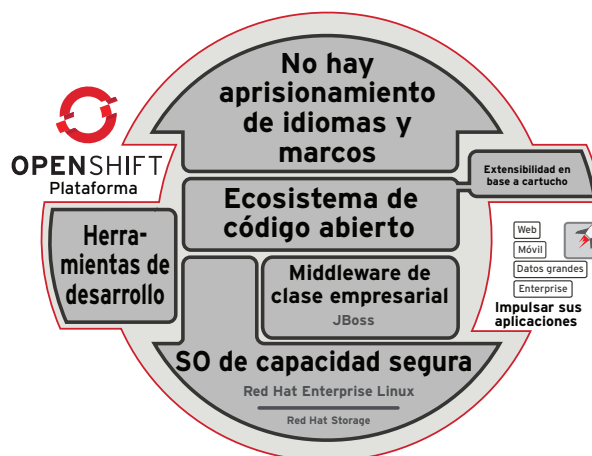 No hay
aprisionamiento
de idiomas y
marcos
OPENSHIFT
Plataforma
Extensibilidad en
base a cartucho
Ecosistema de
código abierto
Herra-
mientas de
desarrollo
Web
Móvil
Datos grandes
Enterprise
Impulsar sus
aplicaciones
Middleware de
clase empresarial
JBoss
SO de capacidad segura
Red Hat Enterprise Linux
Red Hat Storage